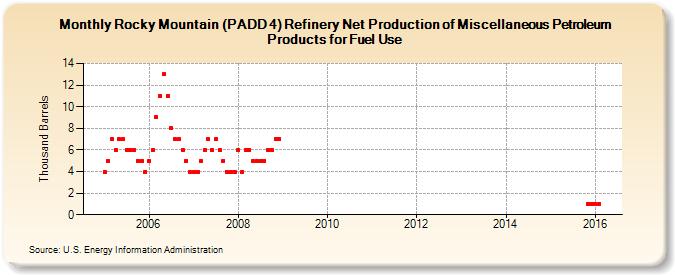 Monthly Rocky Mountain (PADD 4) Refinery Net Production of Miscellaneous Petroleum
Products for Fuel Use
Thousand Barrels
14
12
10
8
6
4
2
0
2006 2008 2010 2012 2014 2016
Source: U.S. Energy Information Administration